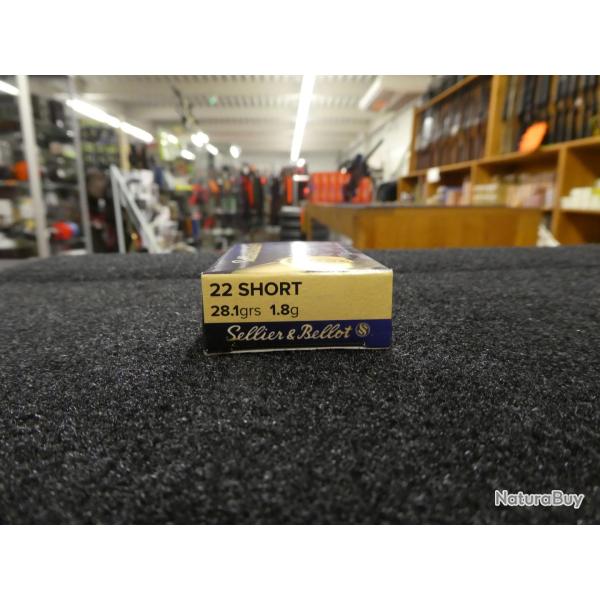 22 SHORT
28.1grs 1.8g
Sellier & Bellot
NaturaBuy